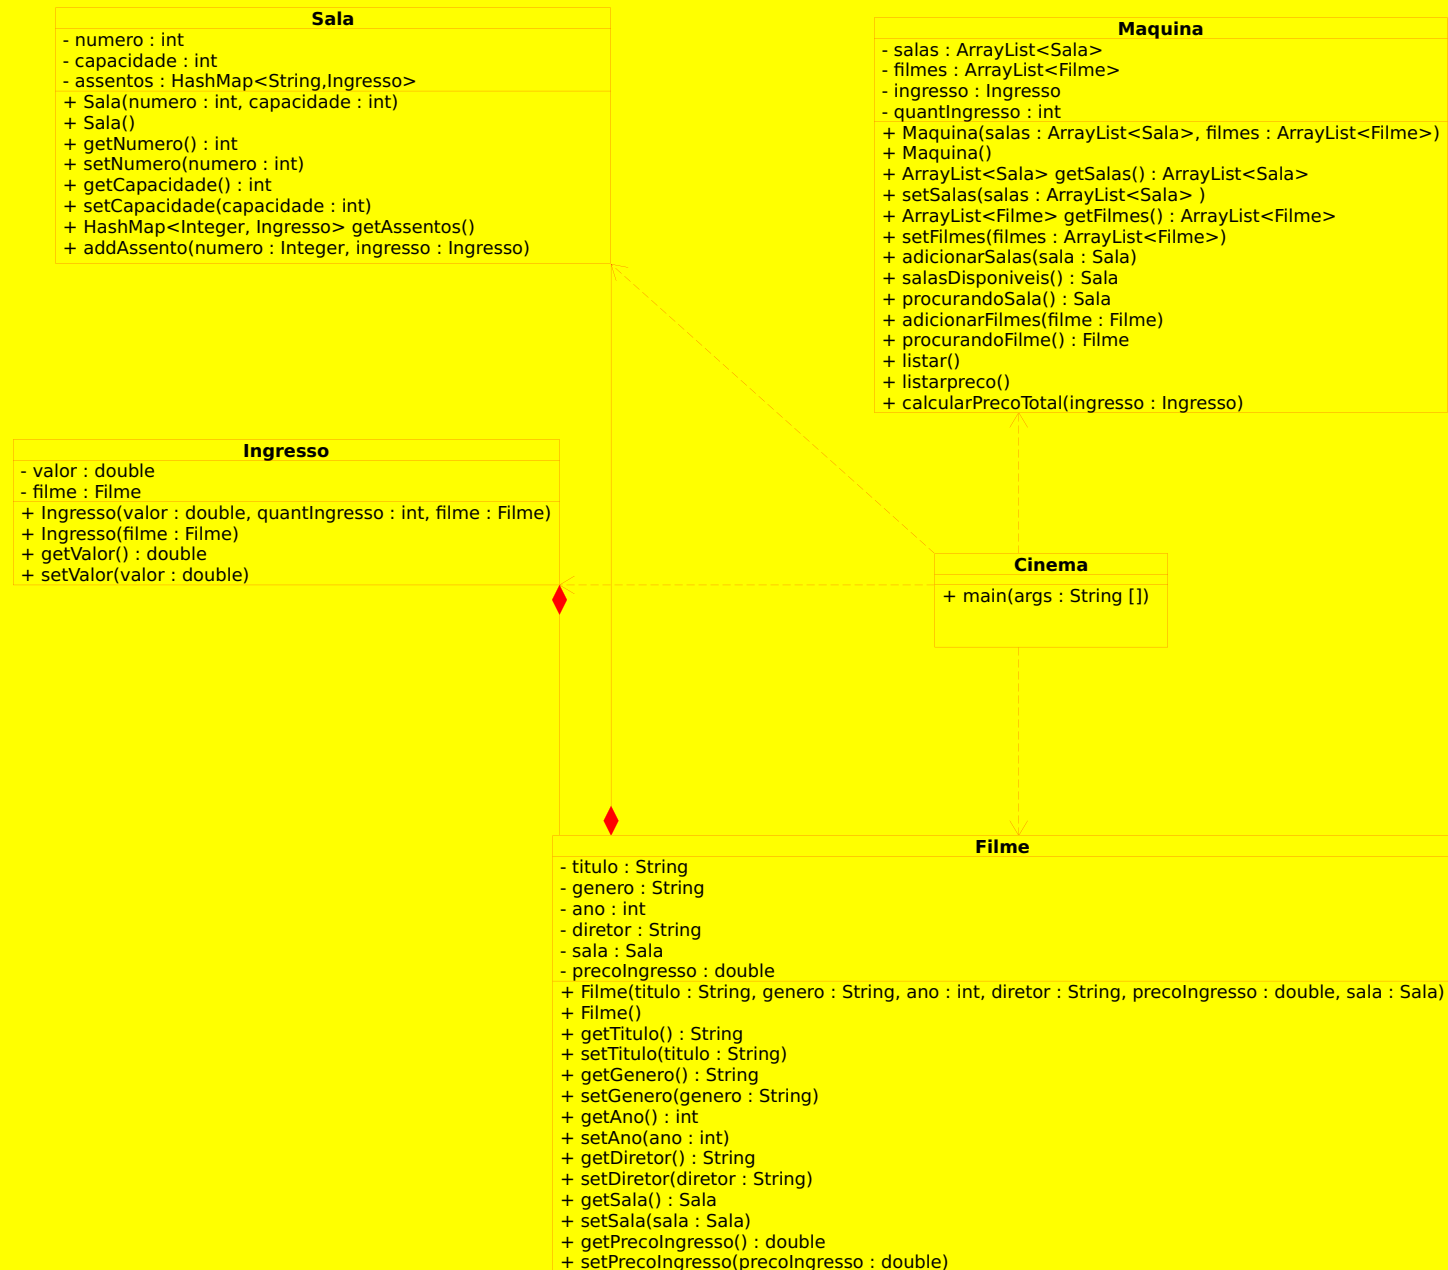 Sala
- numero : int
- capacidade : int
- assentos : HashMap<String,Ingresso>
+ Sala(numero : int, capacidade : int)
+ Sala()
+ getNumero() : int
+ setNumero(numero : int)
+ getCapacidade() : int
+ setCapacidade(capacidade : int)
+ HashMap<Integer, Ingresso> getAssentos()
+ addAssento(numero : Integer, ingresso : Ingresso)
Maquina
- salas : ArrayList<Sala>
- filmes : ArrayList<Filme>
- ingresso : Ingresso
- quantIngresso : int
+ Maquina(salas : ArrayList<Sala>, filmes : ArrayList<Filme>)
+ Maquina()
+ ArrayList<Sala> getSalas() : ArrayList<Sala>
+ setSalas(salas : ArrayList<Sala> )
+ ArrayList<Filme> getFilmes() : ArrayList<Filme>
+ setFilmes(filmes : ArrayList<Filme>)
+ adicionarSalas(sala : Sala)
+ salasDisponiveis() : Sala
+ procurandoSala() : Sala
+ adicionarFilmes(filme : Filme)
+ procurandoFilme() : Filme
+ listar()
+ listarpreco()
+ calcularPrecoTotal(ingresso : Ingresso)
Ingresso
- valor : double
- filme : Filme
+ Ingresso(valor : double, quantIngresso : int, filme : Filme)
+ Ingresso(filme : Filme)
+ getValor() : double
+ setValor(valor : double)
Cinema
+ main(args : String [])
Filme
- titulo : String
- genero : String
- ano : int
- diretor : String
- sala : Sala
- precoIngresso : double
+ Filme(titulo : String, genero : String, ano : int, diretor : String, precoIngresso : double, sala : Sala)
+ Filme()
+ getTitulo() : String
+ setTitulo(titulo : String)
+ getGenero() : String
+ setGenero(genero : String)
+ getAno() : int
+ setAno(ano : int)
+ getDiretor() : String
+ setDiretor(diretor : String)
+ getSala() : Sala
+ setSala(sala : Sala)
+ getPrecoIngresso() : double
+ setPrecoIngresso(precoIngresso : double)